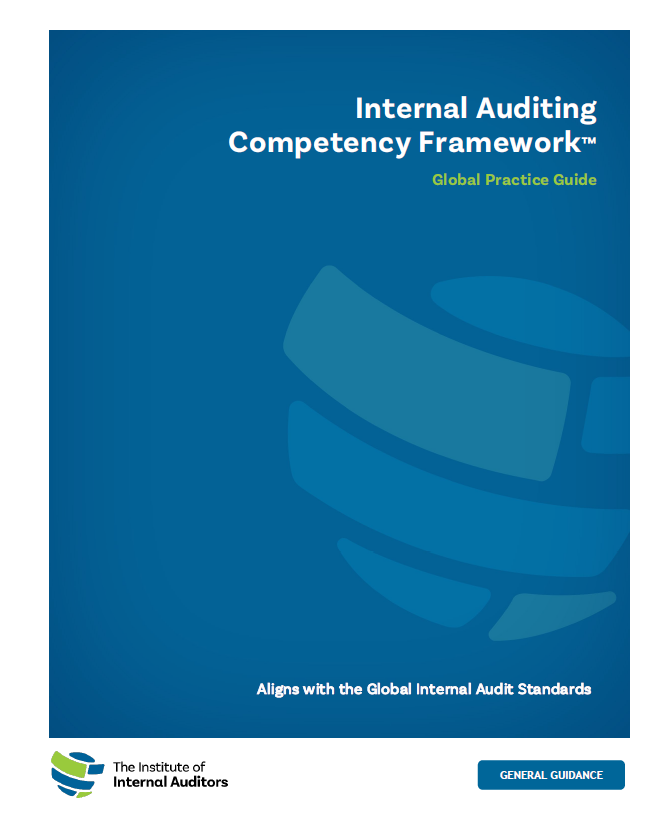 Internal Auditing
Competency Framework™
Global Practice Guide
Aligns with the Global Internal Audit Standards
The Institute of
Internal Auditors
GENERAL GUIDANCE